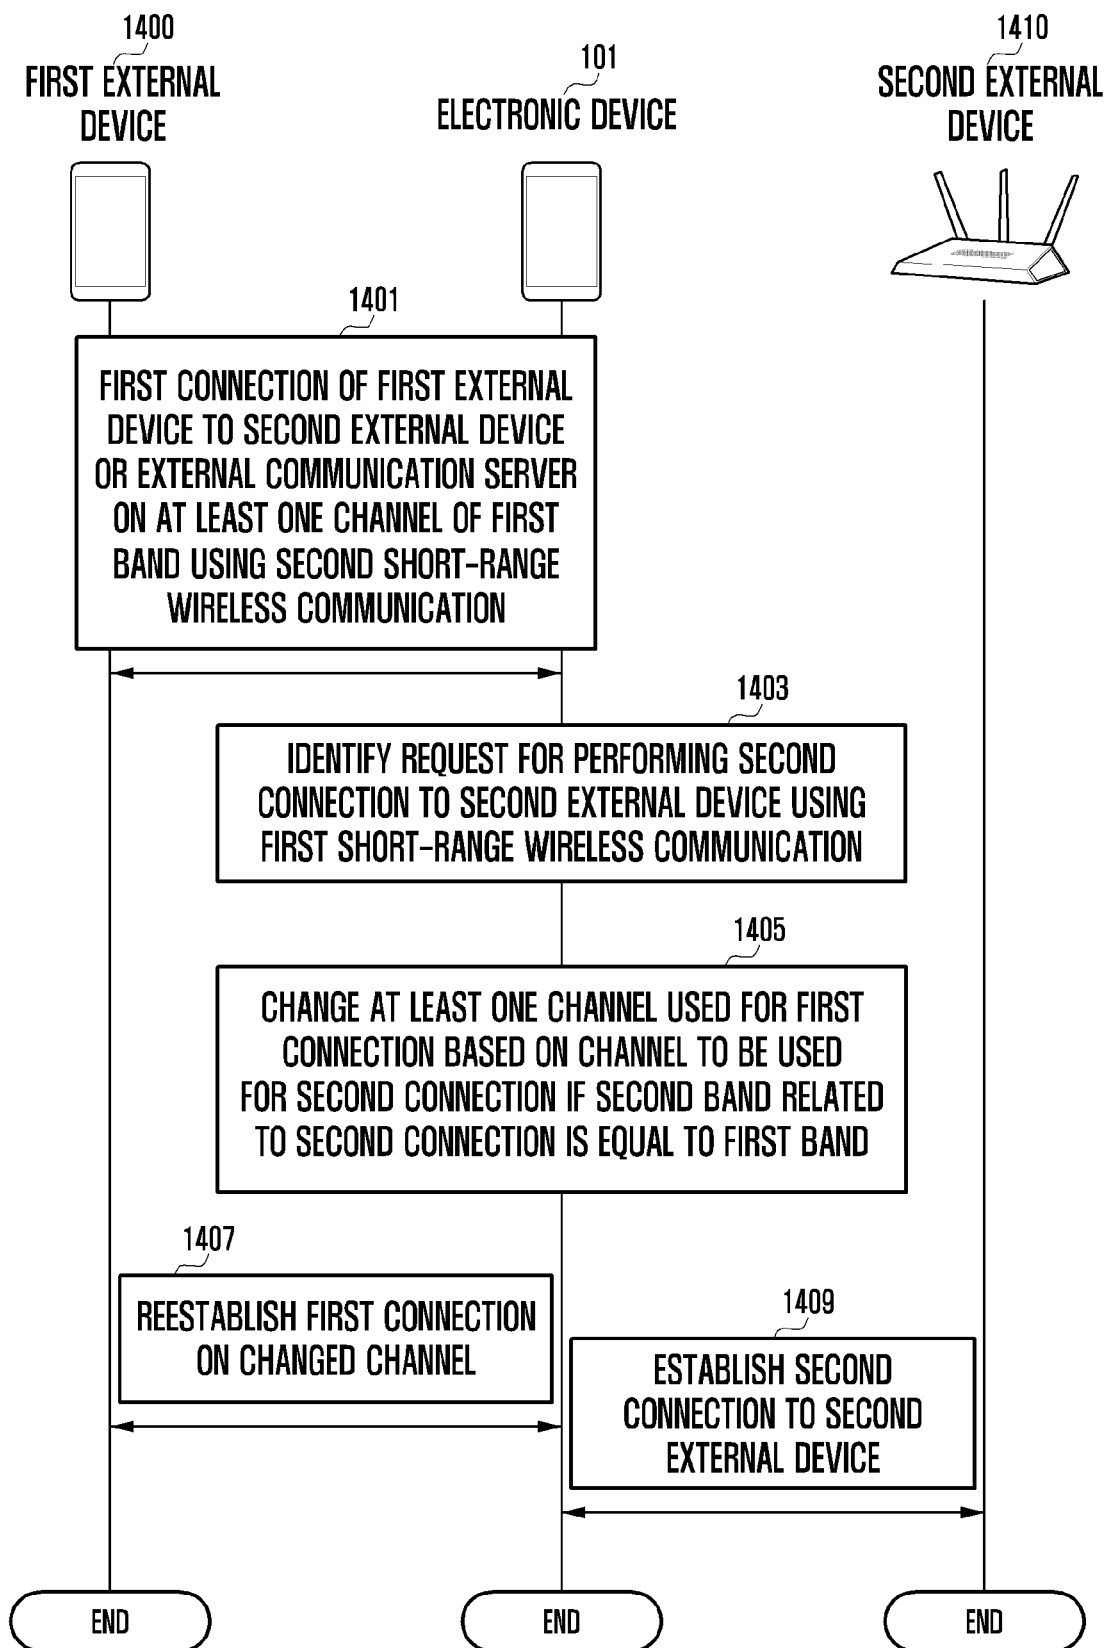 1400
FIRST EXTERNAL
DEVICE
101
ELECTRONIC DEVICE
1410
SECOND EXTERNAL
DEVICE
1401
FIRST CONNECTION OF FIRST EXTERNAL
DEVICE TO SECOND EXTERNAL DEVICE
OR EXTERNAL COMMUNICATION SERVER
ON AT LEAST ONE CHANNEL OF FIRST
BAND USING SECOND SHORT-RANGE
WIRELESS COMMUNICATION
1403
IDENTIFY REQUEST FOR PERFORMING SECOND
CONNECTION TO SECOND EXTERNAL DEVICE USING
FIRST SHORT-RANGE WIRELESS COMMUNICATION
1405
CHANGE AT LEAST ONE CHANNEL USED FOR FIRST
CONNECTION BASED ON CHANNEL TO BE USED
FOR SECOND CONNECTION IF SECOND BAND RELATED
TO SECOND CONNECTION IS EQUAL TO FIRST BAND
1407
REESTABLISH FIRST CONNECTION
ON CHANGED CHANNEL
1409
ESTABLISH SECOND
CONNECTION TO SECOND
EXTERNAL DEVICE
END
END
END